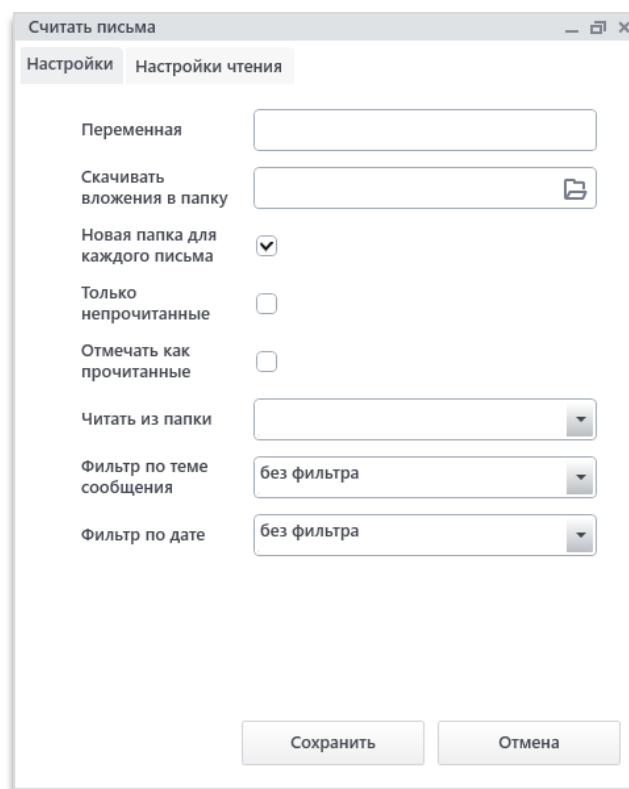 Считать письма
Настройки
Настройки чтения
Переменная
Скачивать
вложения в папку
Новая папка для
каждого письма
Только
непрочитанные
Отмечать как
прочитанные
Читать из папки
Фильтр по теме
сообщения
без фильтра
Фильтр по дате
без фильтра
Сохранить
Отмена